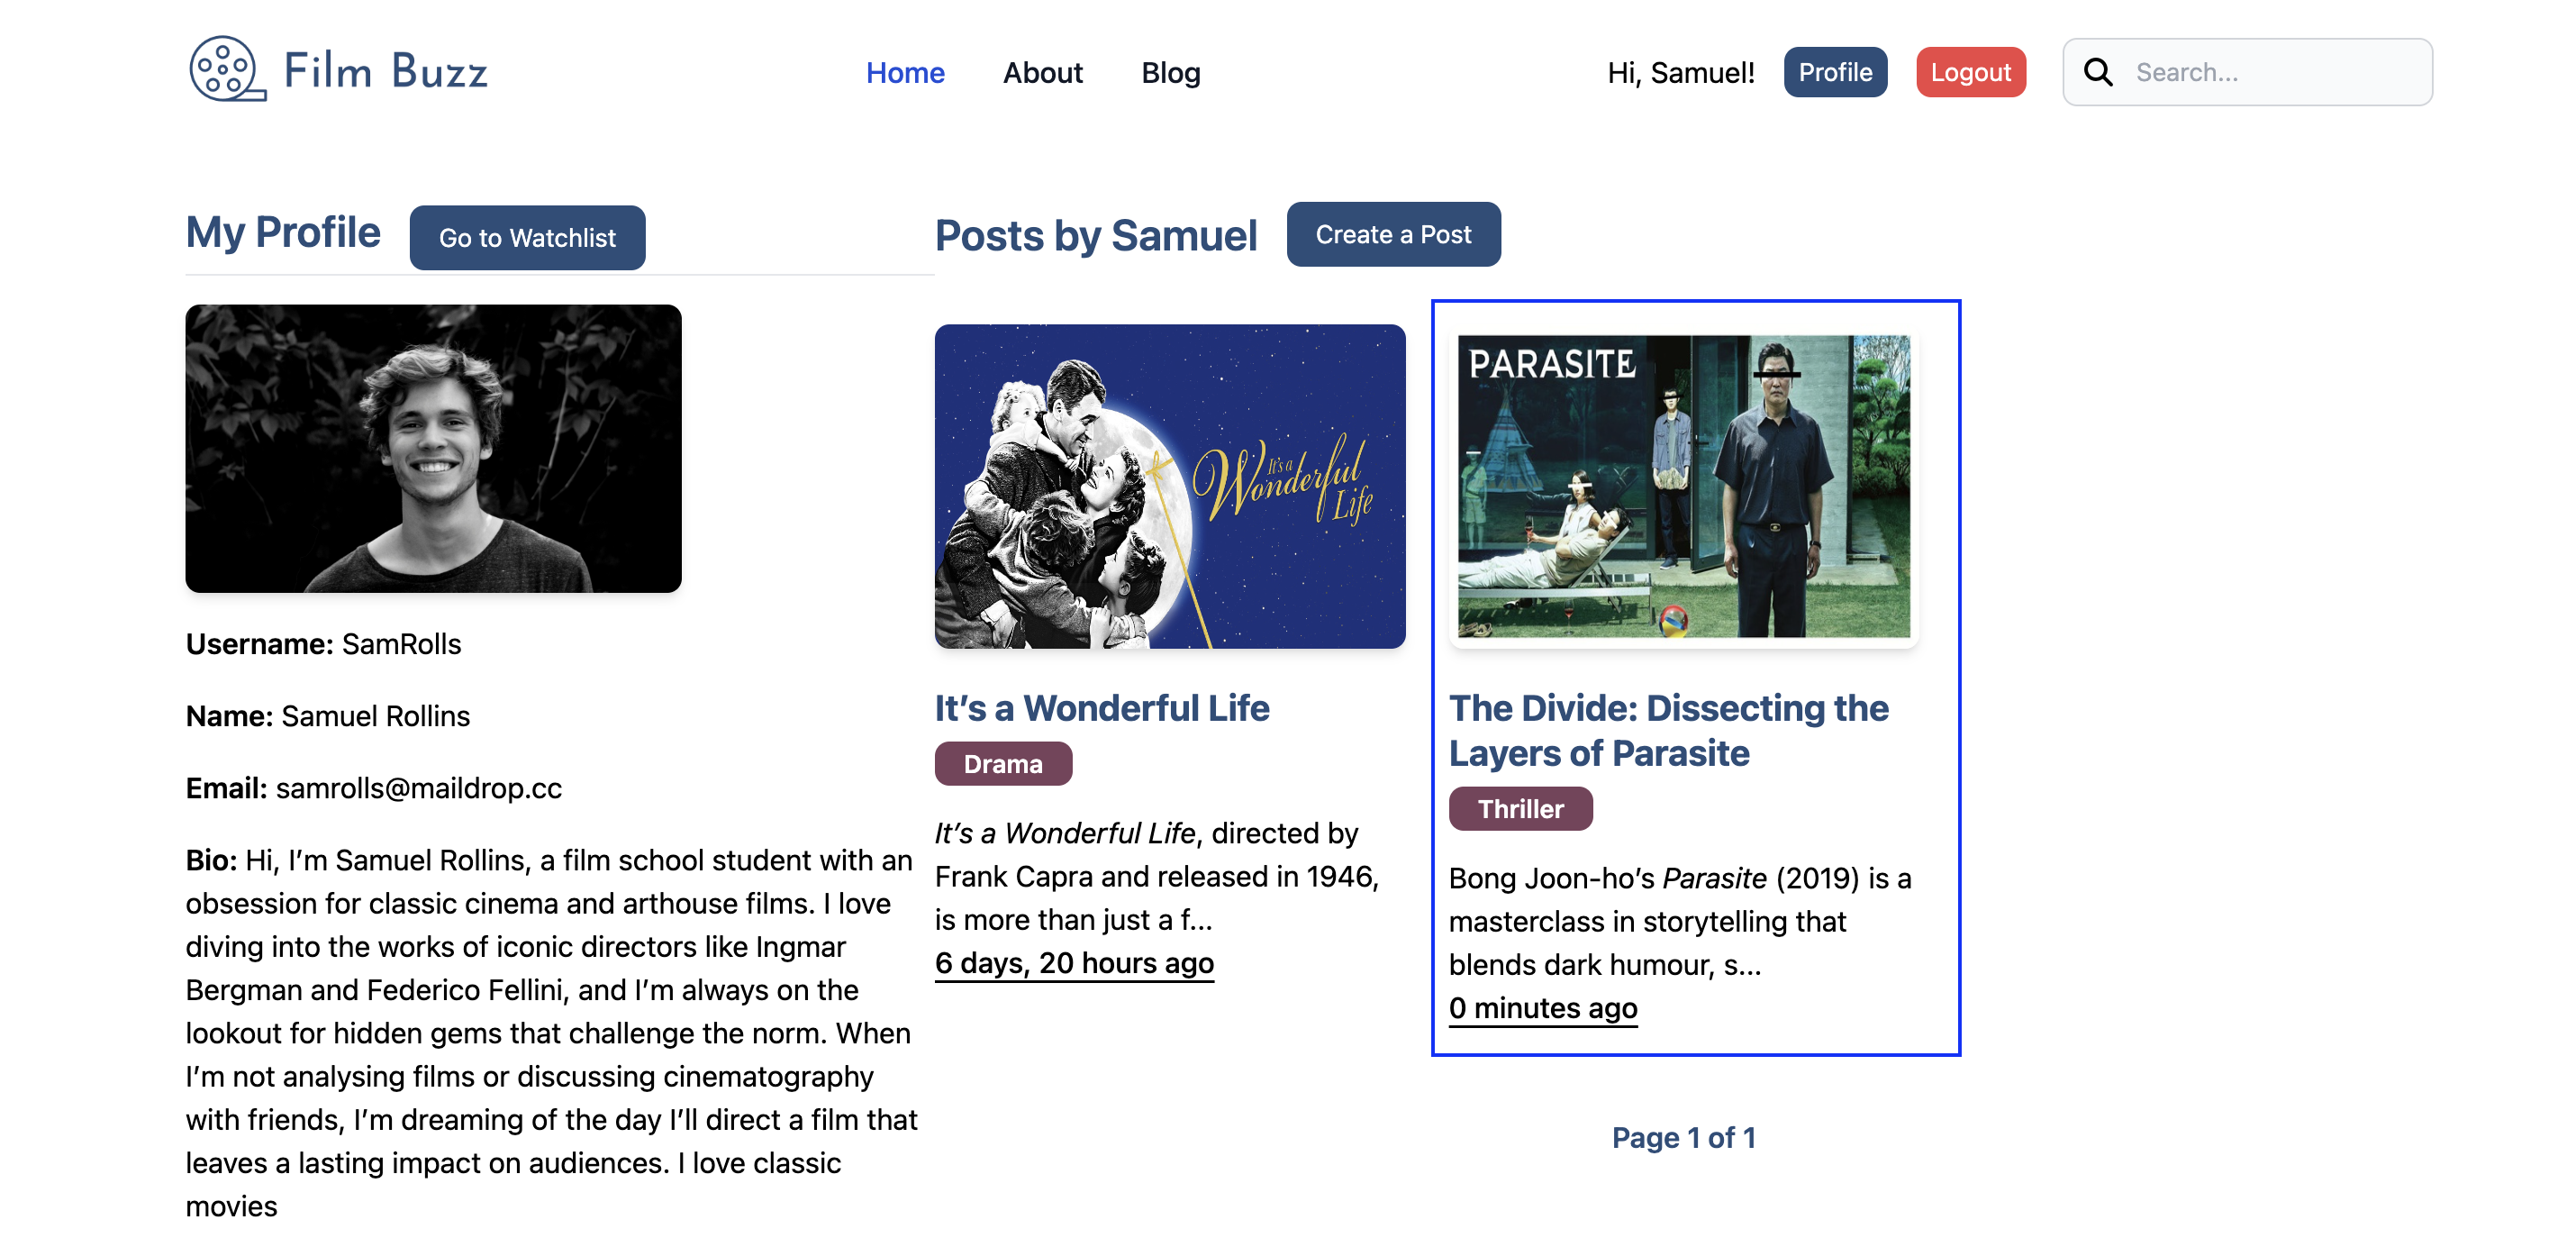 Film Buzz
Home About Blog
Hi, Samuel! Profile Logout Search...
My Profile Go to Watchlist
Username: SamRolls
Name: Samuel Rollins
Email: samrolls@maildrop.cc
Bio: Hi, I’m Samuel Rollins, a film school student with an
obsession for classic cinema and arthouse films. I love
diving into the works of iconic directors like Ingmar
Bergman and Federico Fellini, and I’m always on the
lookout for hidden gems that challenge the norm. When
I’m not analysing films or discussing cinematography
with friends, I’m dreaming of the day I’ll direct a film that
leaves a lasting impact on audiences. I love classic
movies
Posts by Samuel Create a Post
It's a
Wonderful
Life
It’s a Wonderful Life
Drama
It’s a Wonderful Life, directed by
Frank Capra and released in 1946,
is more than just a f...
6 days, 20 hours ago
PARASITE
The Divide: Dissecting the
Layers of Parasite
Thriller
Bong Joon-ho’s Parasite (2019) is a
masterclass in storytelling that
blends dark humour, s...
0 minutes ago
Page 1 of 1